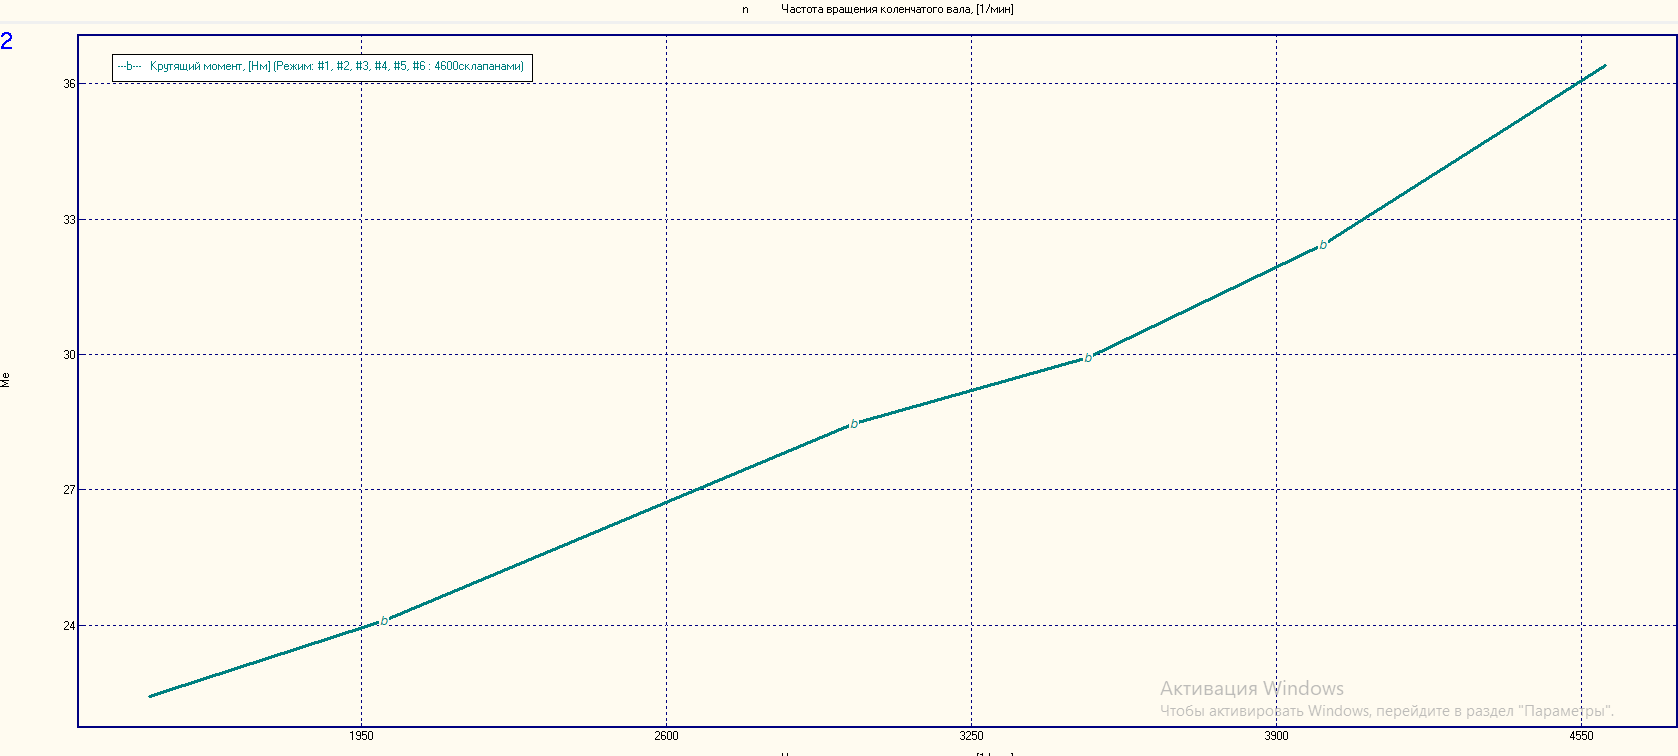 n Частота вращения коленчатого вала, [1/мин]
2
---b--- Крутящий момент, [Нм] (Режим: #1, #2, #3, #4, #5, #6 : 4600склапанами)
36
33
30
Me
27
24
b
b
b
b
Активация Windows
Чтобы активировать Windows, перейдите в раздел "Параметры".
1950 2600 3250 3900 4550